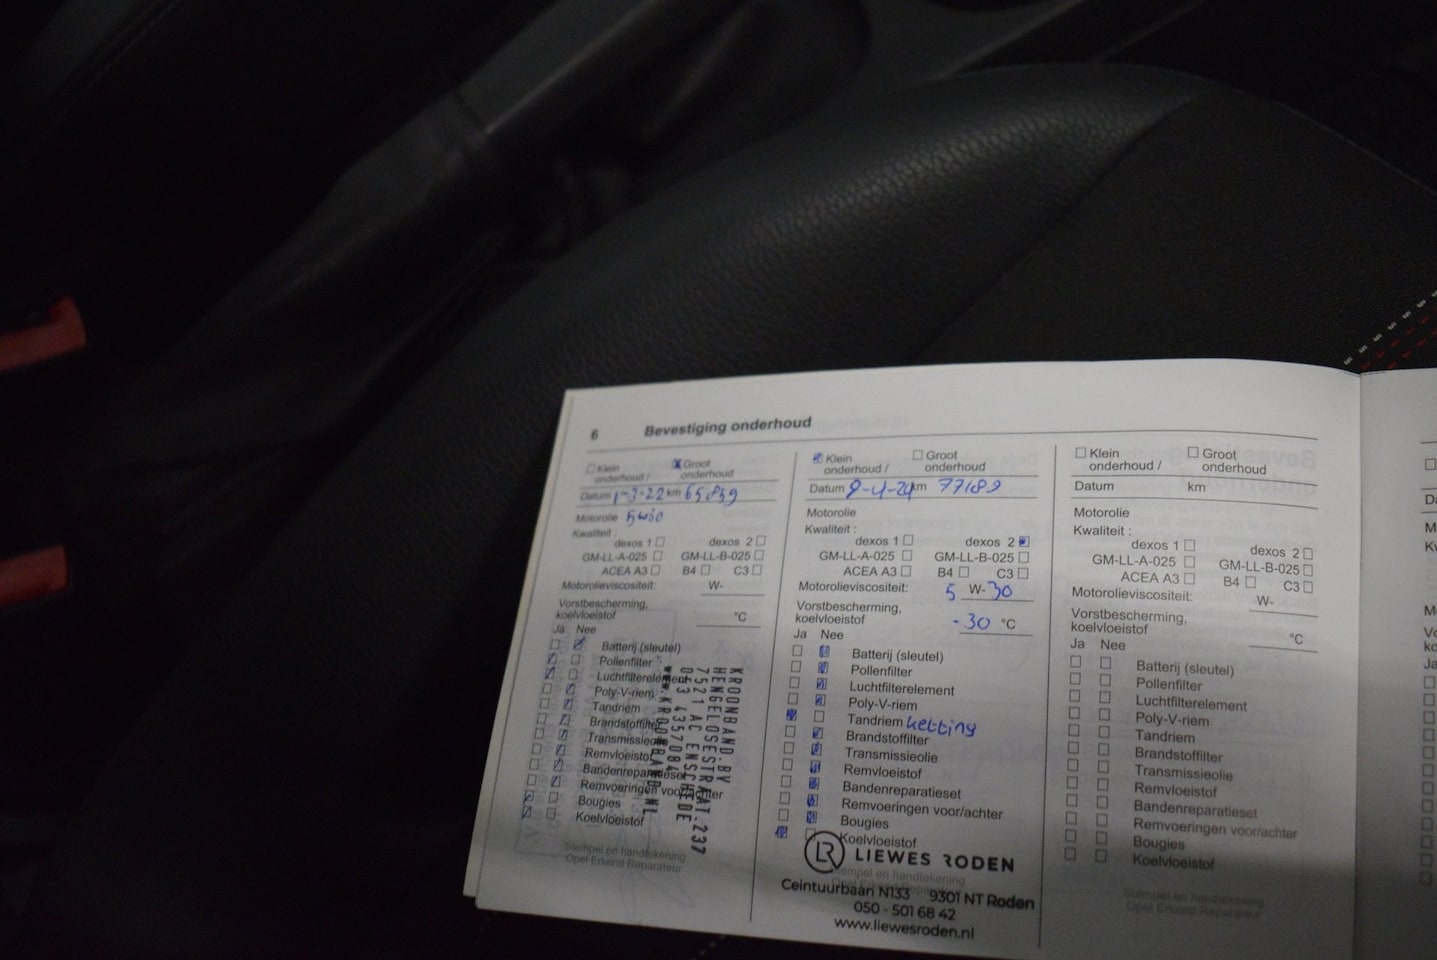 6 Bevestiging onderhoud
Klein onderhoud / Groot onderhoud
Datum 1-3-22 km 65859
Motorolie 5w30
Kwaliteit :
dexos 1 dexos 2
GM-LL-A-025 GM-LL-B-025
ACEA A3 B4 C3
Motorolieviscositeit: W-
Vorstbescherming,
koelvloeistof °C
Ja Nee
Batterij (sleutel)
Pollenfilter
Luchtfilterelement
Poly-V-riem
Tandriem
Brandstoffilter
Transmissieolie
Remvloeistof
Bandenreparatieset
Remvoeringen voor/achter
Bougies
Koelvloeistof
Stempel en handtekening
Opel Erkend Reparateur
KROONBAND.BV
HENGELOSESTRAAT.237
7521 AC ENSCHEDE
053 4357084
www.KROONBAND.NL
Klein onderhoud / Groot onderhoud
Datum km 77189
Motorolie
Kwaliteit :
dexos 1 dexos 2
GM-LL-A-025 GM-LL-B-025
ACEA A3 B4 C3
Motorolieviscositeit: 5 W-30
Vorstbescherming,
koelvloeistof -30 °C
Ja Nee
Batterij (sleutel)
Pollenfilter
Luchtfilterelement
Poly-V-riem
Tandriem ketting
Brandstoffilter
Transmissieolie
Remvloeistof
Bandenreparatieset
Remvoeringen voor/achter
Bougies
Koelvloeistof
LR LIEWES RODEN
Stempel en handtekening
Opel Erkend Reparateur
Ceintuurbaan N133 9301 NT Roden
050 - 501 68 42
www.liewesroden.nl
Klein onderhoud / Groot onderhoud
Datum km
Motorolie
Kwaliteit :
dexos 1 dexos 2
GM-LL-A-025 GM-LL-B-025
ACEA A3 B4 C3
Motorolieviscositeit: W-
Vorstbescherming,
koelvloeistof °C
Ja Nee
Batterij (sleutel)
Pollenfilter
Luchtfilterelement
Poly-V-riem
Tandriem
Brandstoffilter
Transmissieolie
Remvloeistof
Bandenreparatieset
Remvoeringen voor/achter
Bougies
Koelvloeistof
Stempel en handtekening
Opel Erkend Reparateur